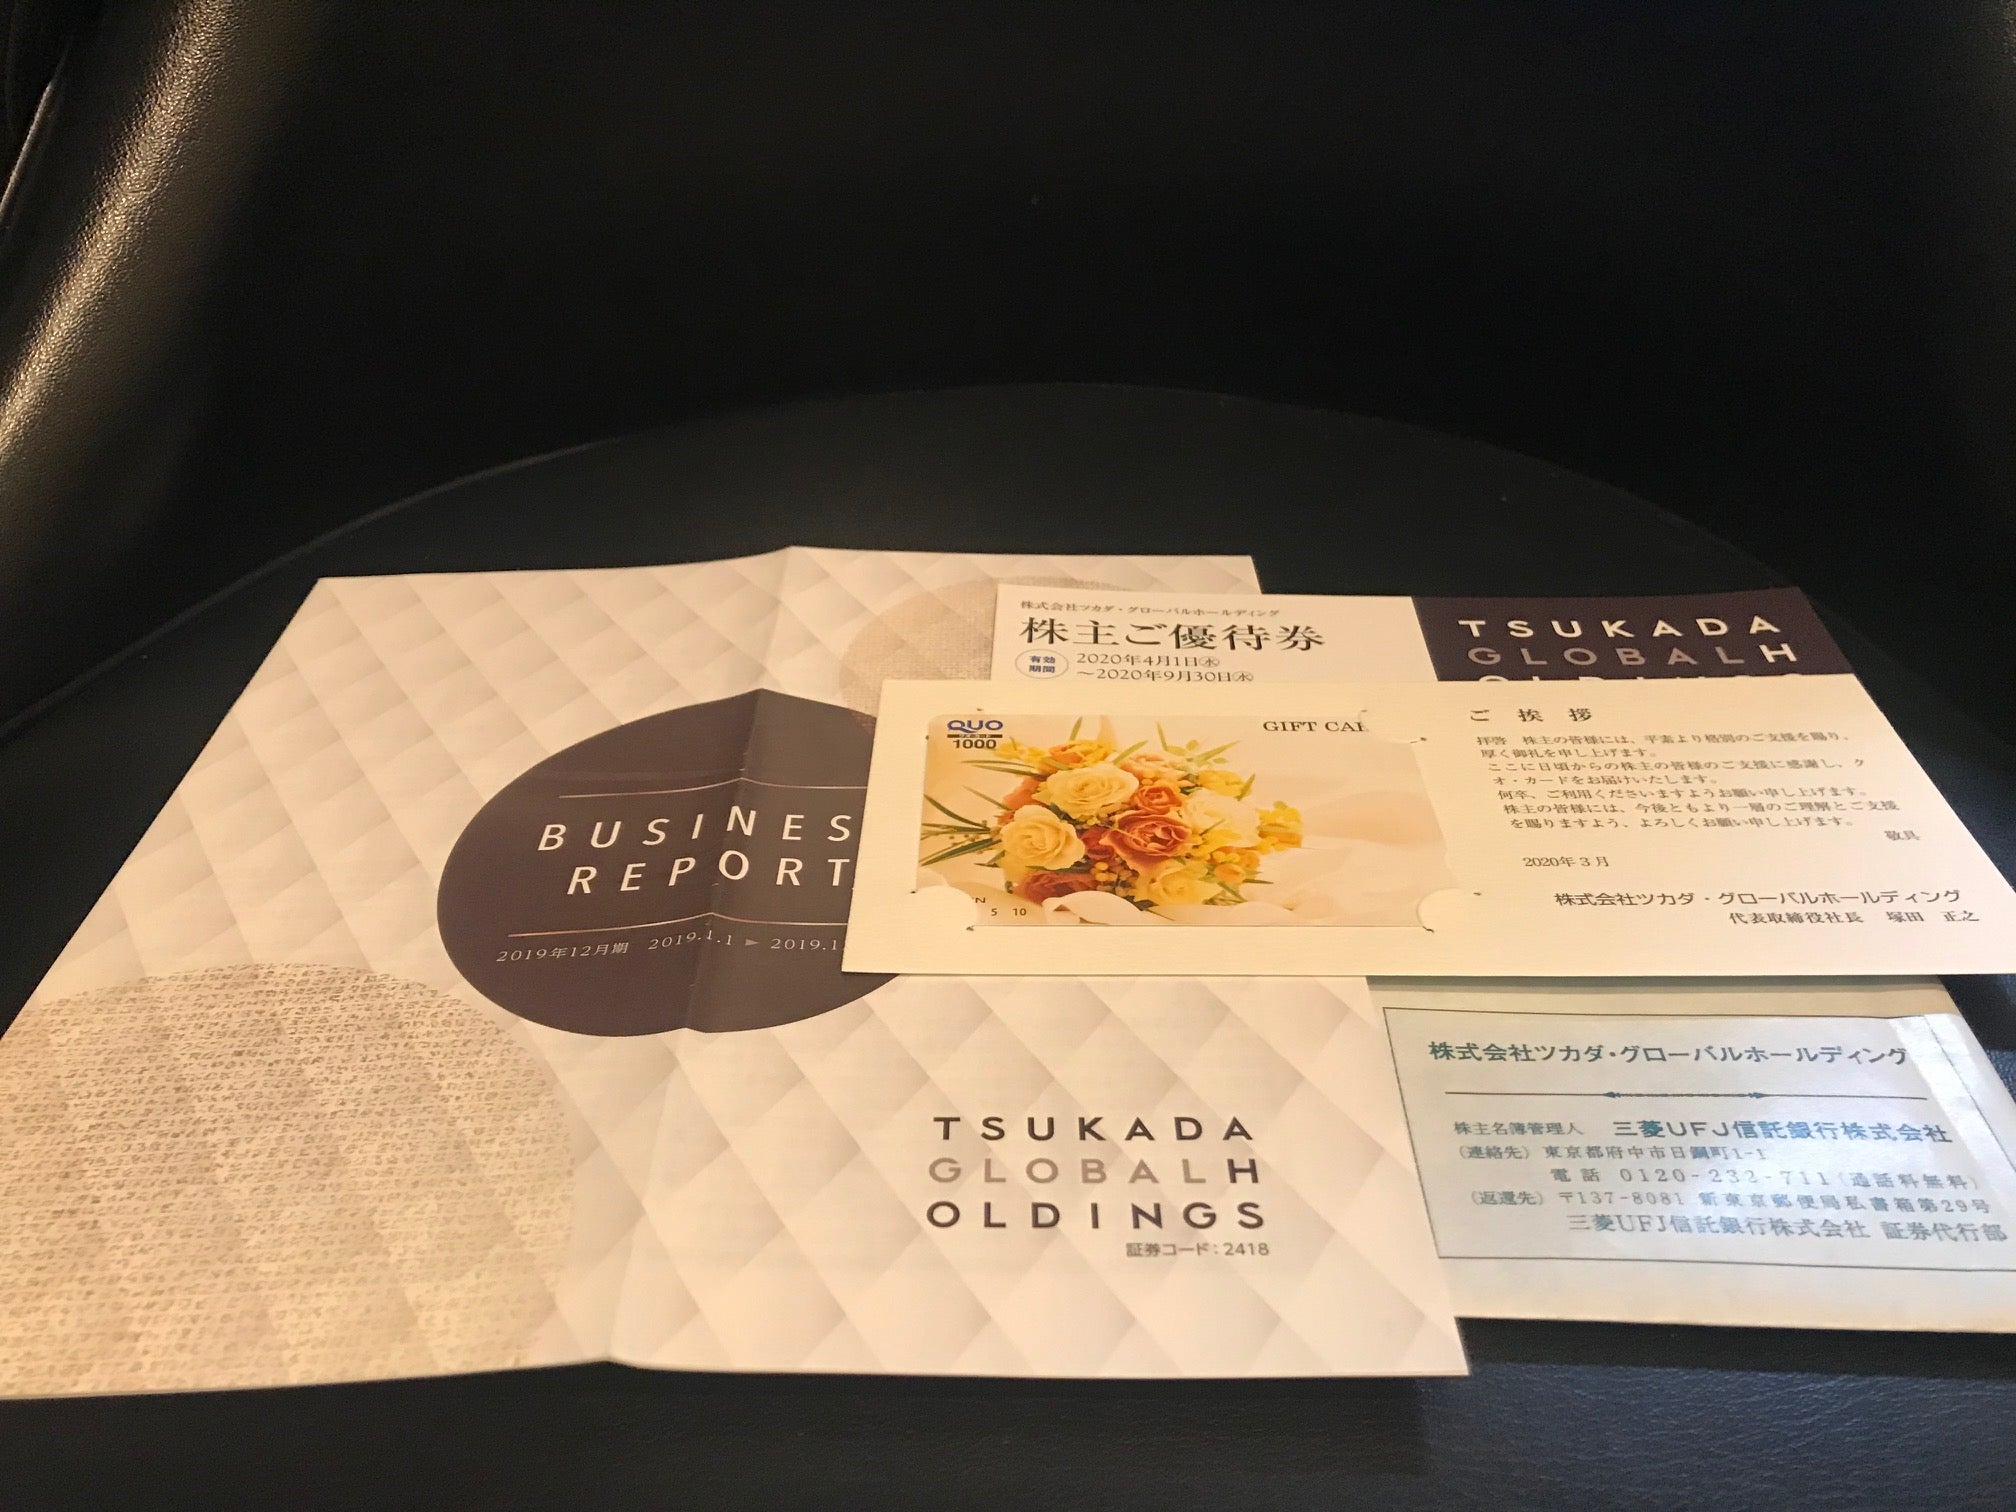 株式会社ツカダ・グローバルホールディング
株主ご優待券
有効期間
2020年4月1日㊌
～2020年9月30日㊌
TSUKADA
GLOBALH
QUO
1000
GIFT CAR
5 10
ご挨拶
拝啓 株主の皆様には、平素より格別のご支援を賜り、
厚く御礼を申し上げます。
ここに日頃からの株主の皆様のご支援に感謝し、ク
オ・カードをお届けいたします。
何卒、ご利用くださいますようお願い申し上げます。
株主の皆様には、今後ともより一層のご理解とご支援
を賜りますよう、よろしくお願い申し上げます。
敬具
2020年3月
株式会社ツカダ・グローバルホールディング
代表取締役社長 塚田 正之
BUSINES
REPORT
2019年12月期 2019.1.1 ► 2019.1
TSUKADA
GLOBALH
OLDINGS
証券コード：2418
株式会社ツカダ・グローバルホールディング
株主名簿管理人 三菱UFJ信託銀行株式会社
（連絡先）東京都府中市日鋼町1-1
電話 0120-232-711（通話料無料）
（返還先）〒137-8081 新東京郵便局私書箱第29号
三菱UFJ信託銀行株式会社 証券代行部